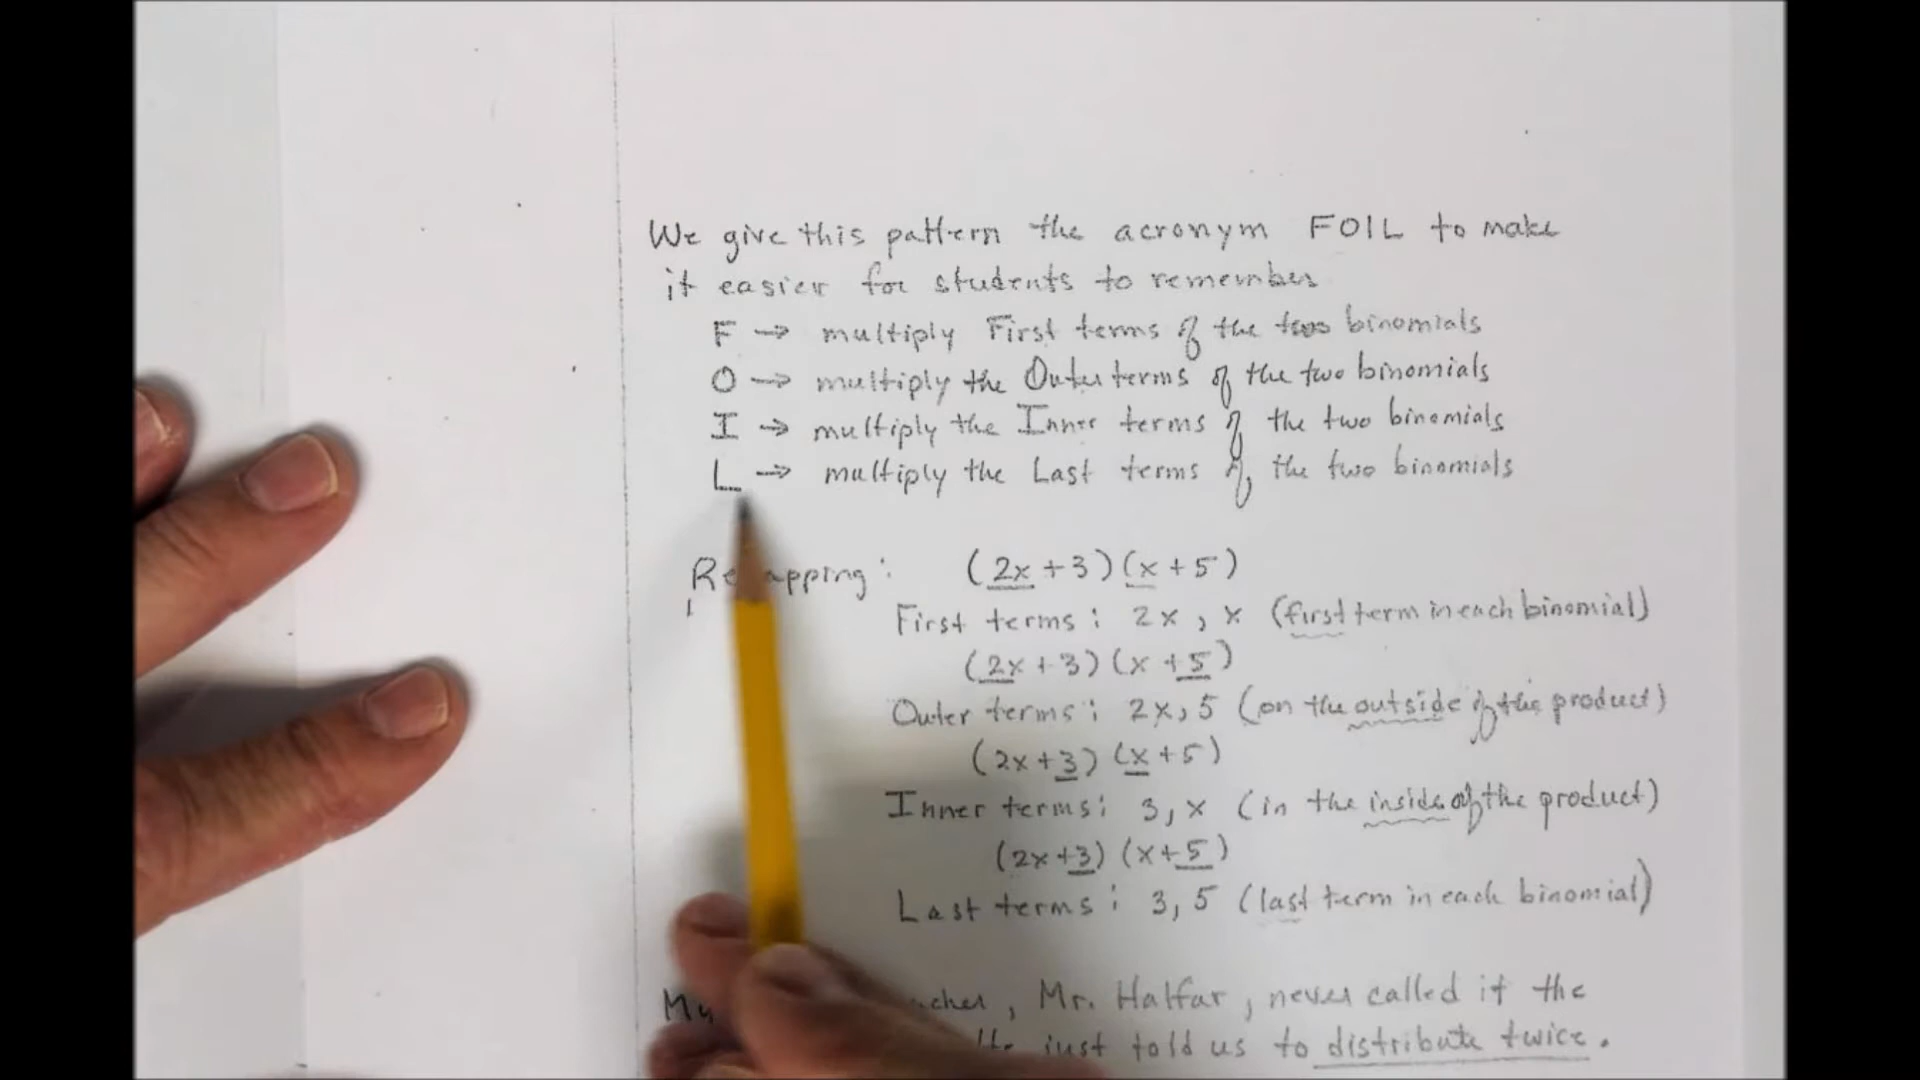 We give this pattern the acronym FOIL to make
it easier for students to remember
F → multiply First terms of the two binomials
O → multiply the Outer terms of the two binomials
I → multiply the Inner terms of the two binomials
L → multiply the Last terms of the two binomials
(2x + 3)(x + 5)
First terms: 2x, x (first term in each binomial)
(2x + 3)(x + 5)
Outer terms: 2x, 5 (on the outside of the product)
(2x + 3)(x + 5)
Inner terms: 3, x (in the inside of the product)
(2x + 3)(x + 5)
Last terms: 3, 5 (last term in each binomial)
, Mr. Halfar, never called it the
just told us to distribute twice.